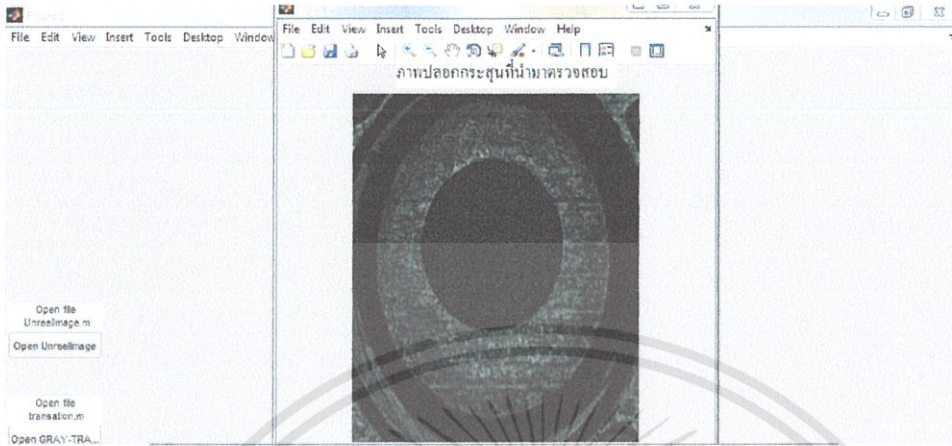 File Edit View Insert Tools Desktop Window
File Edit View Insert Tools Desktop Window Help
ภาพปลอกกระสุนที่นำมาตรวจสอบ
Open file
Unreelimage.m
Open Unreelimage
Open file
transation.m
Open GRAY-TRA...